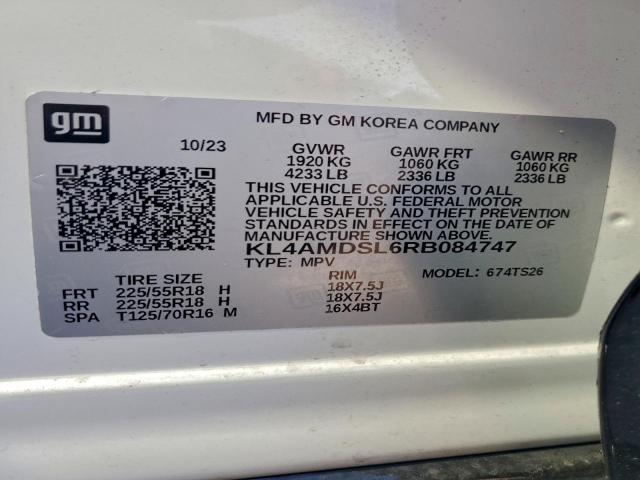 gm
MFD BY GM KOREA COMPANY
10/23 GVWR GAWR FRT GAWR RR
1920 KG 1060 KG 1060 KG
4233 LB 2336 LB 2336 LB
THIS VEHICLE CONFORMS TO ALL
APPLICABLE U.S. FEDERAL MOTOR
VEHICLE SAFETY AND THEFT PREVENTION
STANDARDS IN EFFECT ON THE DATE OF
MANUFACTURE SHOWN ABOVE.
KL4AMDSL6RB084747
TYPE: MPV MODEL: 674TS26
TIRE SIZE RIM
FRT 225/55R18 H 18X7.5J
RR 225/55R18 H 18X7.5J
SPA T125/70R16 M 16X4BT